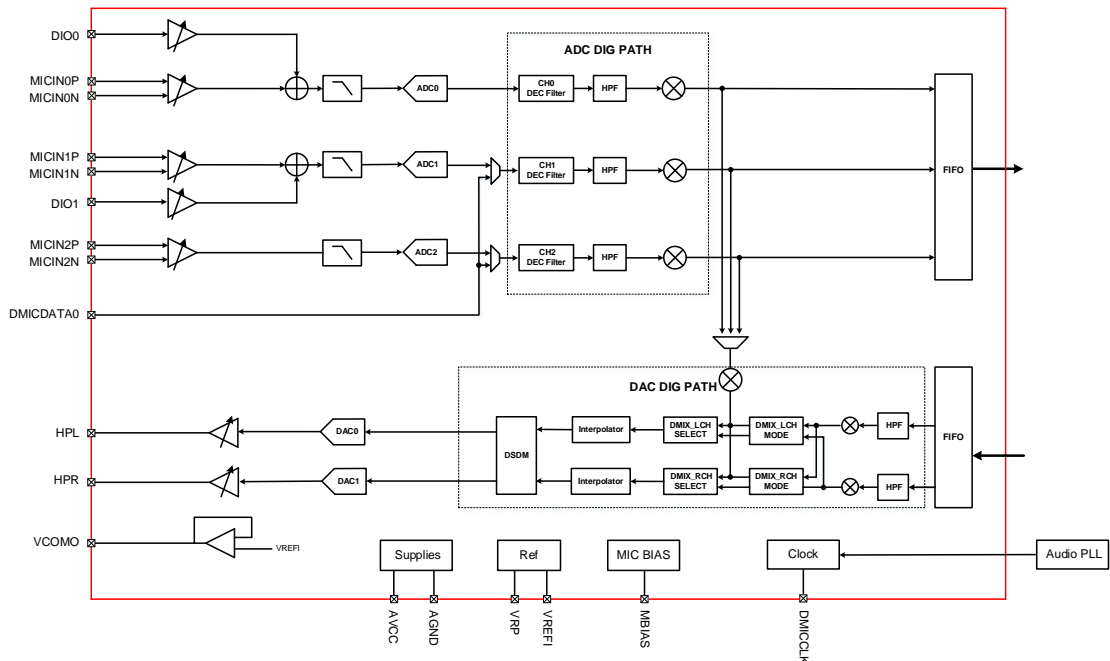 DIO0
ADC DIG PATH
MICIN0P
MICIN0N
ADC0
CH0
DEC Filter
HPF
MICIN1P
MICIN1N
ADC1
CH1
DEC Filter
HPF
FIFO
DIO1
MICIN2P
MICIN2N
ADC2
CH2
DEC Filter
HPF
DMICDATA0
DAC DIG PATH
HPL
DAC0
DSDM
Interpolator
DMIX_LCH
SELECT
DMIX_LCH
MODE
HPF
FIFO
HPR
DAC1
Interpolator
DMIX_RCH
SELECT
DMIX_RCH
MODE
HPF
VCOMO
VREFI
Supplies
Ref
MIC BIAS
Clock
Audio PLL
AVCC
AGND
VRP
VREFI
MBIAS
DMICCLK